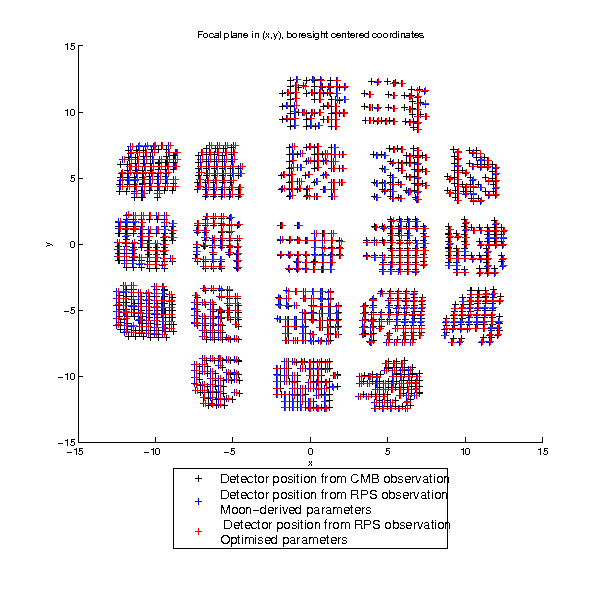 Focal plane in (x,y), boresight centered coordinates
15
10
5
0
−5
−10
−15
y
−15 −10 −5 0 5 10 15
x
Detector position from CMB observation
Detector position from RPS observation
Moon−derived parameters
Detector position from RPS observation
Optimised parameters